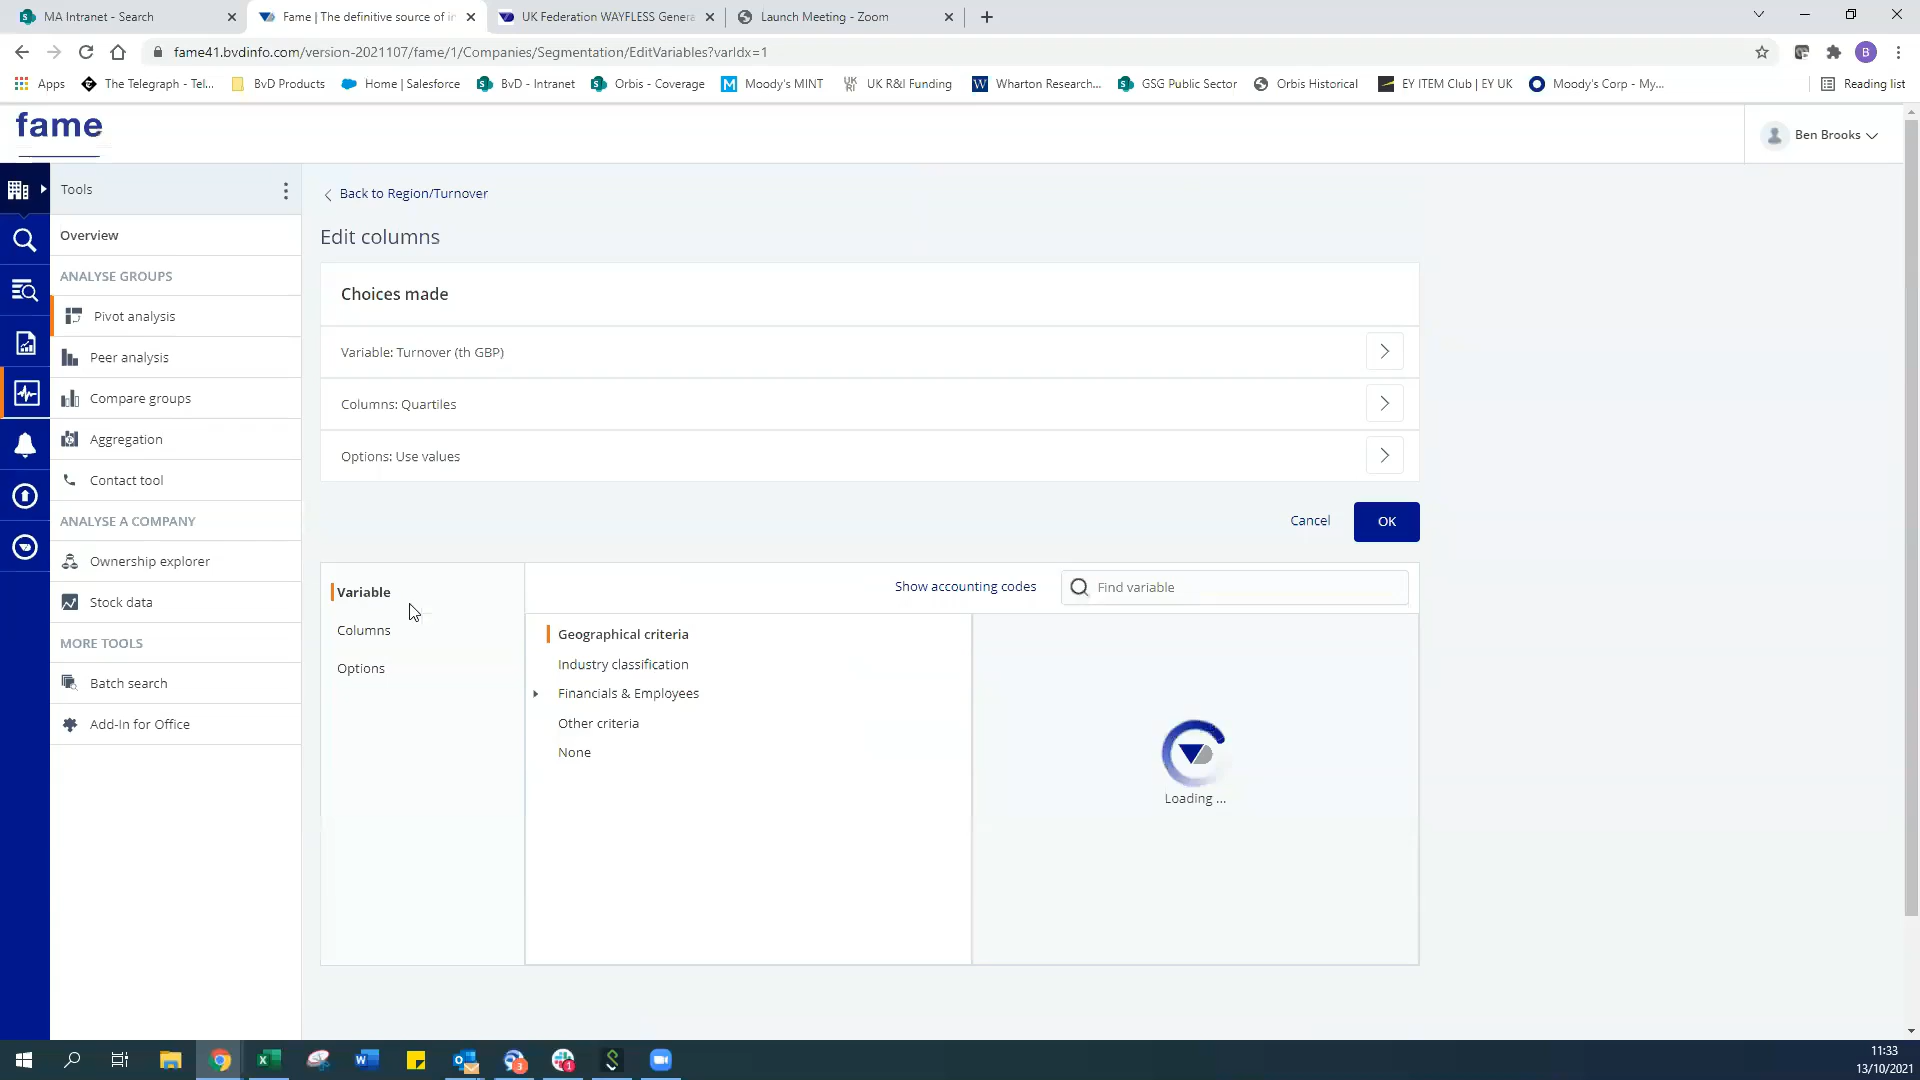 MA Intranet - Search
Fame | The definitive source of in
UK Federation WAYFLESS Genera
Launch Meeting - Zoom
fame41.bvdinfo.com/version-2021107/fame/1/Companies/Segmentation/EditVariables?varIdx=1
B
Apps
The Telegraph - Tel...
BvD Products
Home | Salesforce
BvD - Intranet
Orbis - Coverage
Moody's MINT
UK R&I Funding
Wharton Research...
GSG Public Sector
Orbis Historical
EY ITEM Club | EY UK
Moody's Corp - My...
Reading list
fame
Ben Brooks
Tools
Overview
ANALYSE GROUPS
Pivot analysis
Peer analysis
Compare groups
Aggregation
Contact tool
ANALYSE A COMPANY
Ownership explorer
Stock data
MORE TOOLS
Batch search
Add-In for Office
Back to Region/Turnover
Edit columns
Choices made
Variable: Turnover (th GBP)
Columns: Quartiles
Options: Use values
Cancel
OK
Variable
Columns
Options
Show accounting codes
Find variable
Geographical criteria
Industry classification
Financials & Employees
Other criteria
None
Loading ...
11:33
13/10/2021